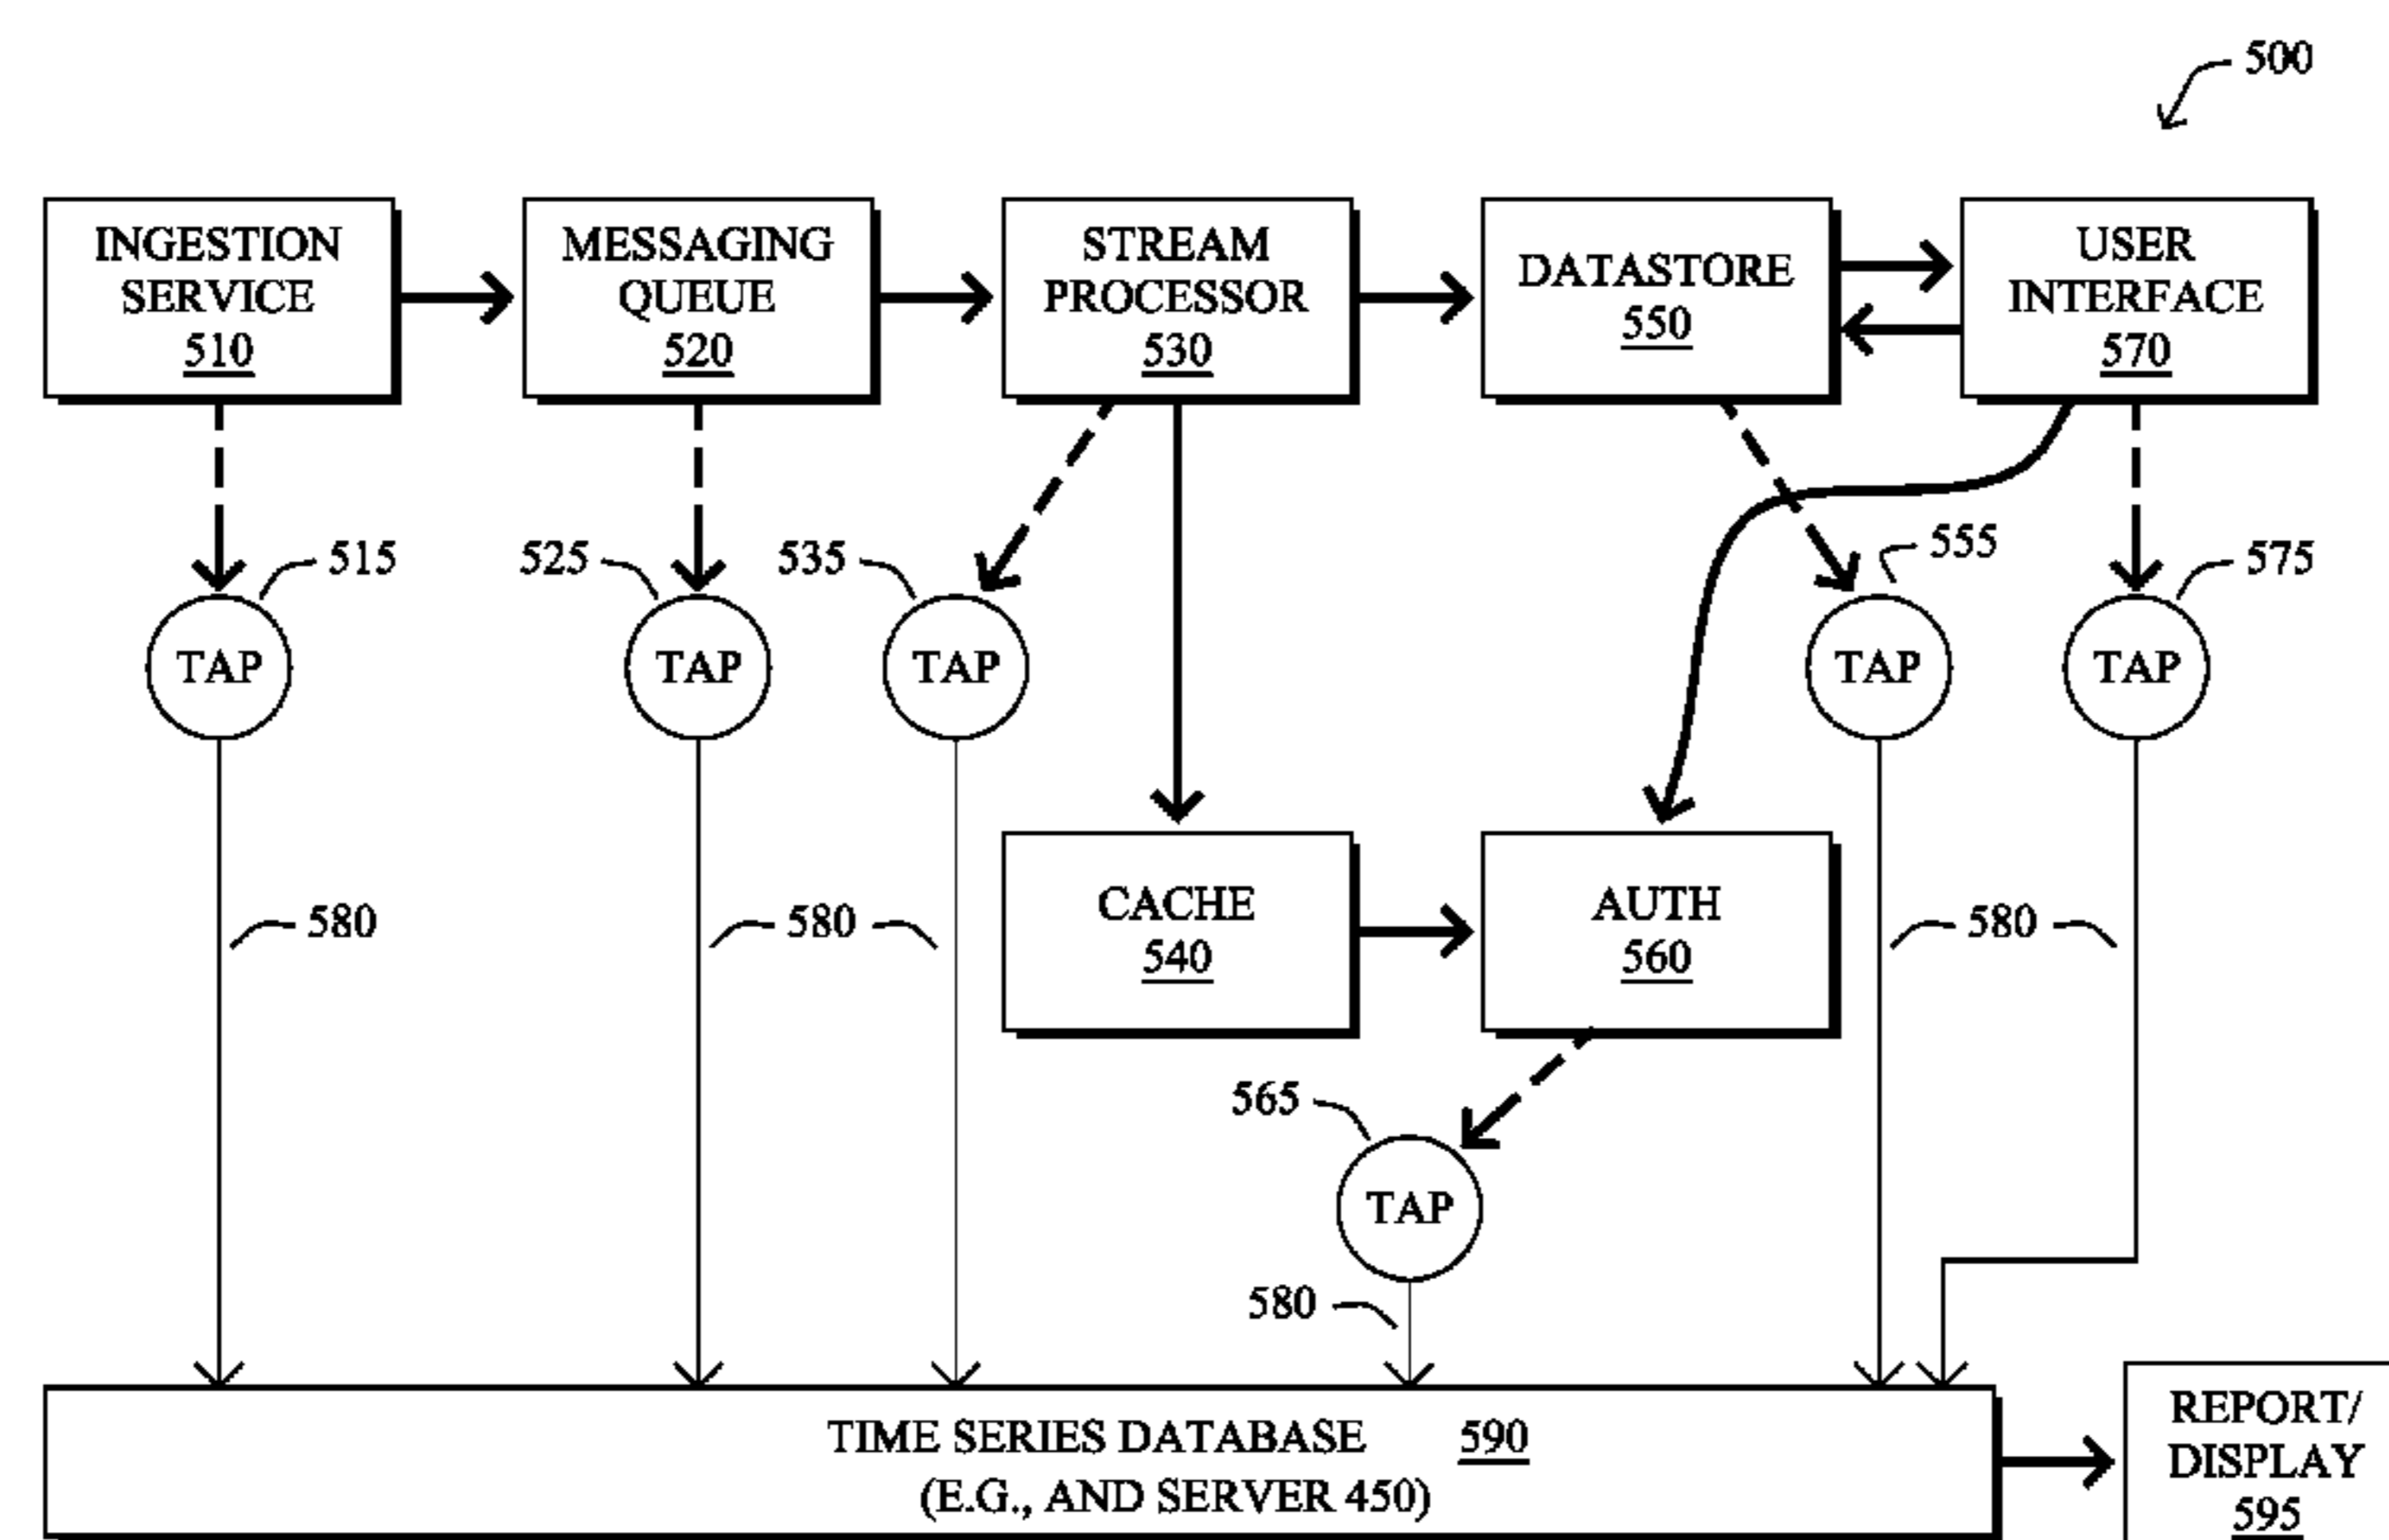 500
INGESTION
SERVICE
510
MESSAGING
QUEUE
520
STREAM
PROCESSOR
530
DATASTORE
550
USER
INTERFACE
570
515
525
535
555
575
TAP
TAP
TAP
TAP
TAP
580
580
580
CACHE
540
AUTH
560
565
TAP
580
TIME SERIES DATABASE 590
(E.G., AND SERVER 450)
REPORT/
DISPLAY
595